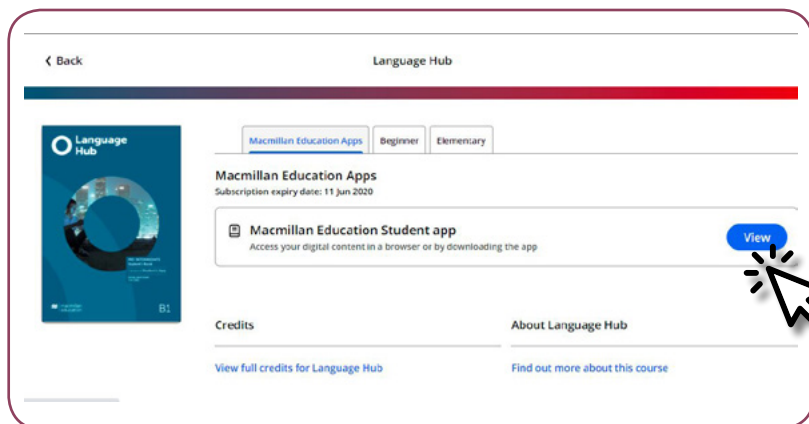 Back
Language Hub
Language
Hub
B1
macmillan
education
Macmillan Education Apps
Beginner
Elementary
Macmillan Education Apps
Subscription expiry date: 11 Jun 2020
Macmillan Education Student app
Access your digital content in a browser or by downloading the app
View
Credits
View full credits for Language Hub
About Language Hub
Find out more about this course